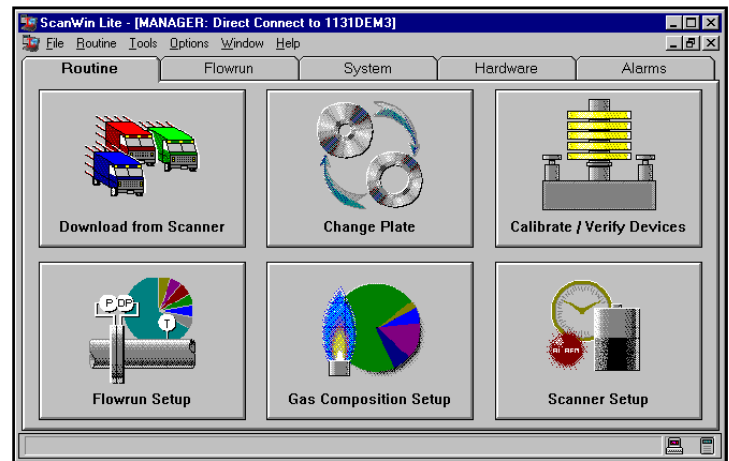 ScanWin Lite - [MANAGER: Direct Connect to 1131DEM3]
File Routine Tools Options Window Help
Routine Flowrun System Hardware Alarms
Download from Scanner Change Plate Calibrate / Verify Devices
P DP T
AlARM
Flowrun Setup Gas Composition Setup Scanner Setup